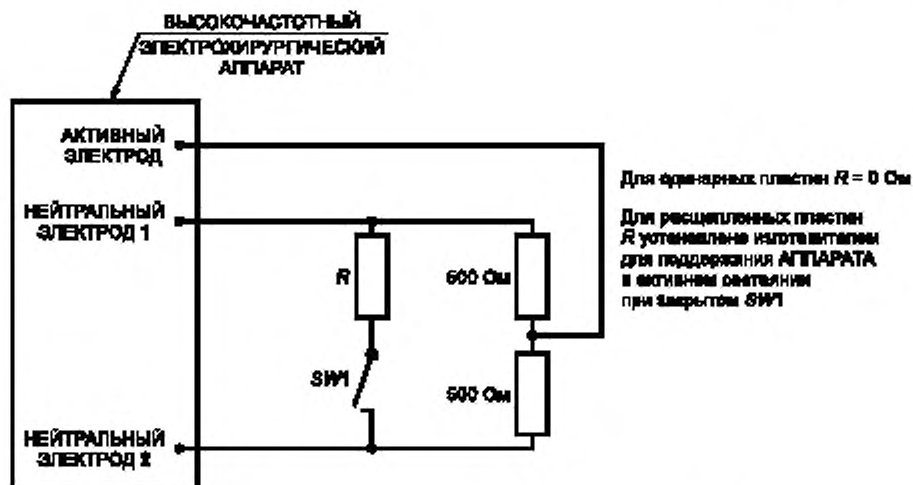 ВЫСОКОЧАСТОТНЫЙ
ЭЛЕКТРОХИРУРГИЧЕСКИЙ
АППАРАТ
АКТИВНЫЙ
ЭЛЕКТРОД
НЕЙТРАЛЬНЫЙ
ЭЛЕКТРОД 1
R
500 Ом
SW1
500 Ом
НЕЙТРАЛЬНЫЙ
ЭЛЕКТРОД 2
Для одинарных пластин R = 0 Ом
Для расщепленных пластин
R установлено изготовителем
для поддержания АППАРАТА
в активном состоянии
при закрытом SW1